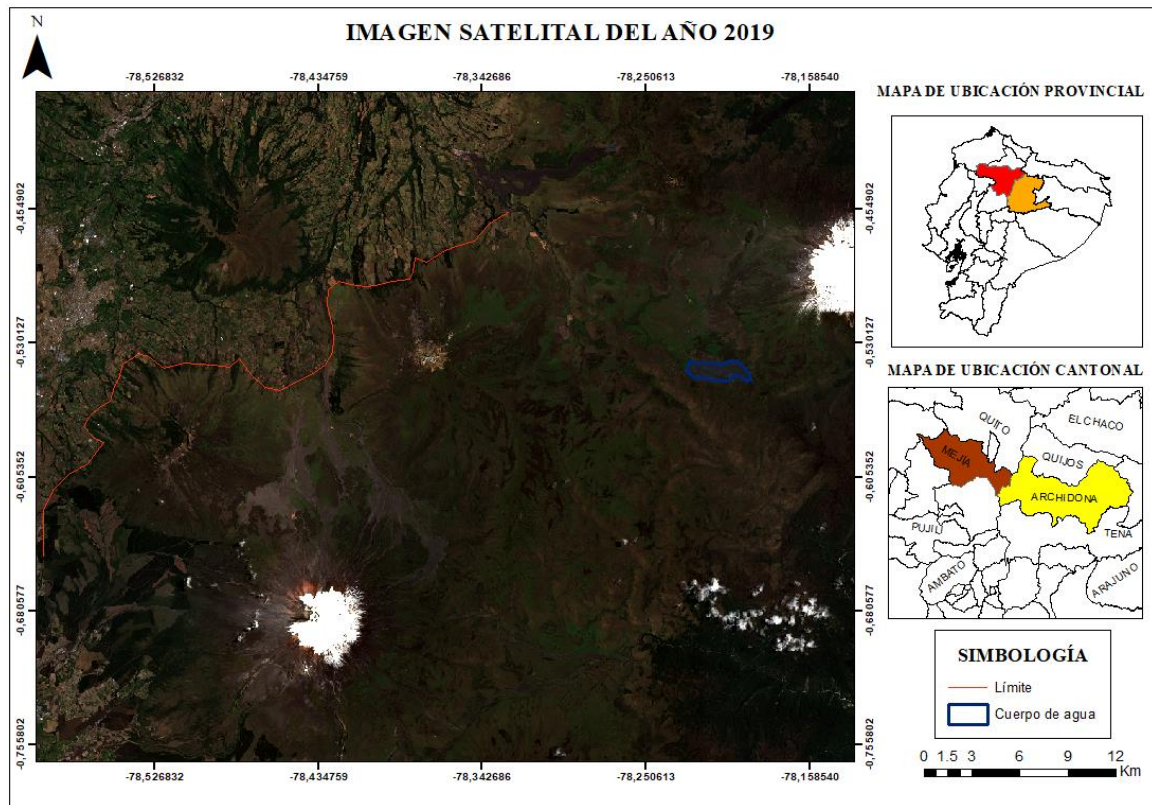 IMAGEN SATELITAL DEL AÑO 2019
N
-78,526832 -78,434759 -78,342686 -78,250613 -78,158540
-0,454902 -0,454902
-0,530127 -0,530127
-0,605352 -0,605352
-0,680577 -0,680577
-0,755802 -0,755802
-78,526832 -78,434759 -78,342686 -78,250613 -78,158540
MAPA DE UBICACIÓN PROVINCIAL
MAPA DE UBICACIÓN CANTONAL
QUITO
EL CHACO
MEJÍA
QUIJOS
ARCHIDONA
PUJILÍ
TENA
AMBATO
ARAJUNO
SIMBOLOGÍA
Límite
Cuerpo de agua
0 1.5 3 6 9 12
Km